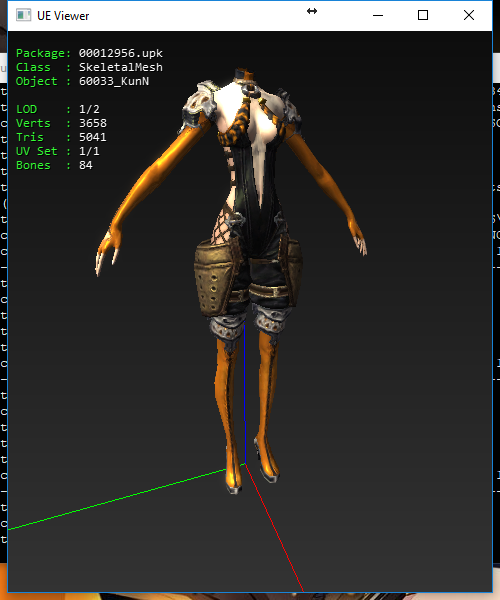 UE Viewer
Package: 00012956.upk
Class : SkeletalMesh
Object : 60033_KunN
LOD : 1/2
Verts : 3658
Tris : 5041
UV Set : 1/1
Bones : 84